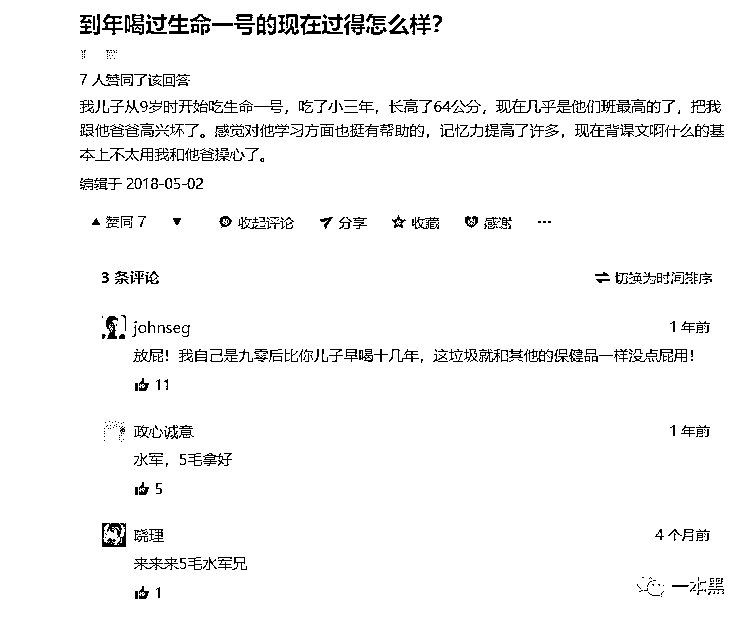 到年喝过生命一号的现在过得怎么样？
7 人赞同了该回答
我儿子从9岁时开始吃生命一号，吃了小三年，长高了64公分，现在几乎是他们班最高的了，把我
跟他爸爸高兴坏了。感觉对他学习方面也挺有帮助的，记忆力提高了许多，现在背课文啊什么的基
本上不太用我和他爸操心了。
编辑于 2018-05-02
赞同 7 收起评论 分享 收藏 感谢 ···
3 条评论 切换为时间排序
johnseg 1 年前
放屁！我自己是九零后比你儿子早喝十几年，这垃圾就和其他的保健品一样没点屁用！
11
政心诚意 1 年前
水军，5毛拿好
5
晓理 4 个月前
来来来5毛水军兄
1
一本黑